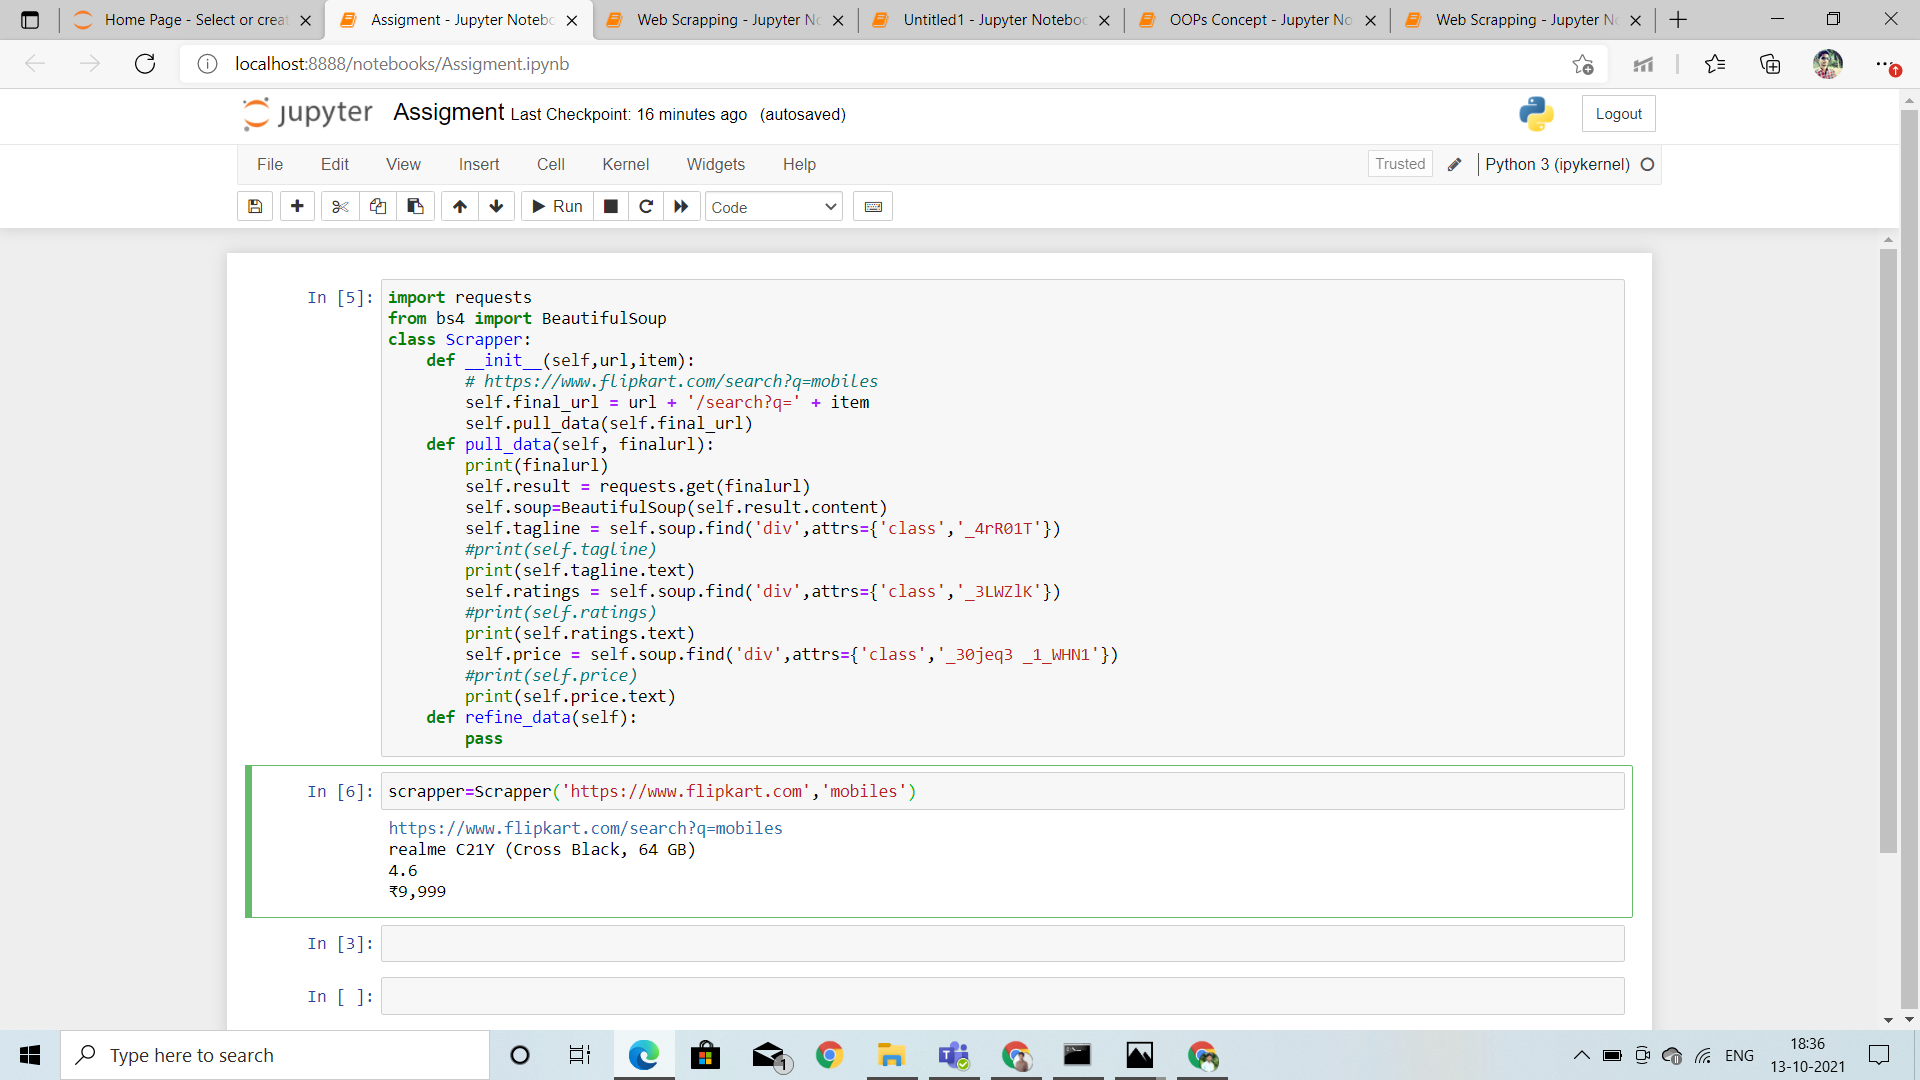 Home Page - Select or creat
Assigment - Jupyter Notebo
Web Scrapping - Jupyter N
Untitled1 - Jupyter Noteboo
OOPs Concept - Jupyter No
Web Scrapping - Jupyter N
localhost:8888/notebooks/Assigment.ipynb
jupyter Assigment Last Checkpoint: 16 minutes ago (autosaved)
Logout
File Edit View Insert Cell Kernel Widgets Help
Trusted
Python 3 (ipykernel)
Run
Code
In [5]:
import requests
from bs4 import BeautifulSoup
class Scrapper:
    def __init__(self,url,item):
        # https://www.flipkart.com/search?q=mobiles
        self.final_url = url + '/search?q=' + item
        self.pull_data(self.final_url)
    def pull_data(self, finalurl):
        print(finalurl)
        self.result = requests.get(finalurl)
        self.soup=BeautifulSoup(self.result.content)
        self.tagline = self.soup.find('div',attrs={'class','_4rR01T'})
        #print(self.tagline)
        print(self.tagline.text)
        self.ratings = self.soup.find('div',attrs={'class','_3LWZlK'})
        #print(self.ratings)
        print(self.ratings.text)
        self.price = self.soup.find('div',attrs={'class','_30jeq3 _1_WHN1'})
        #print(self.price)
        print(self.price.text)
    def refine_data(self):
        pass
In [6]:
scrapper=Scrapper('https://www.flipkart.com','mobiles')
https://www.flipkart.com/search?q=mobiles
realme C21Y (Cross Black, 64 GB)
4.6
₹9,999
In [3]:
In [ ]:
Type here to search
1
ENG
18:36
13-10-2021